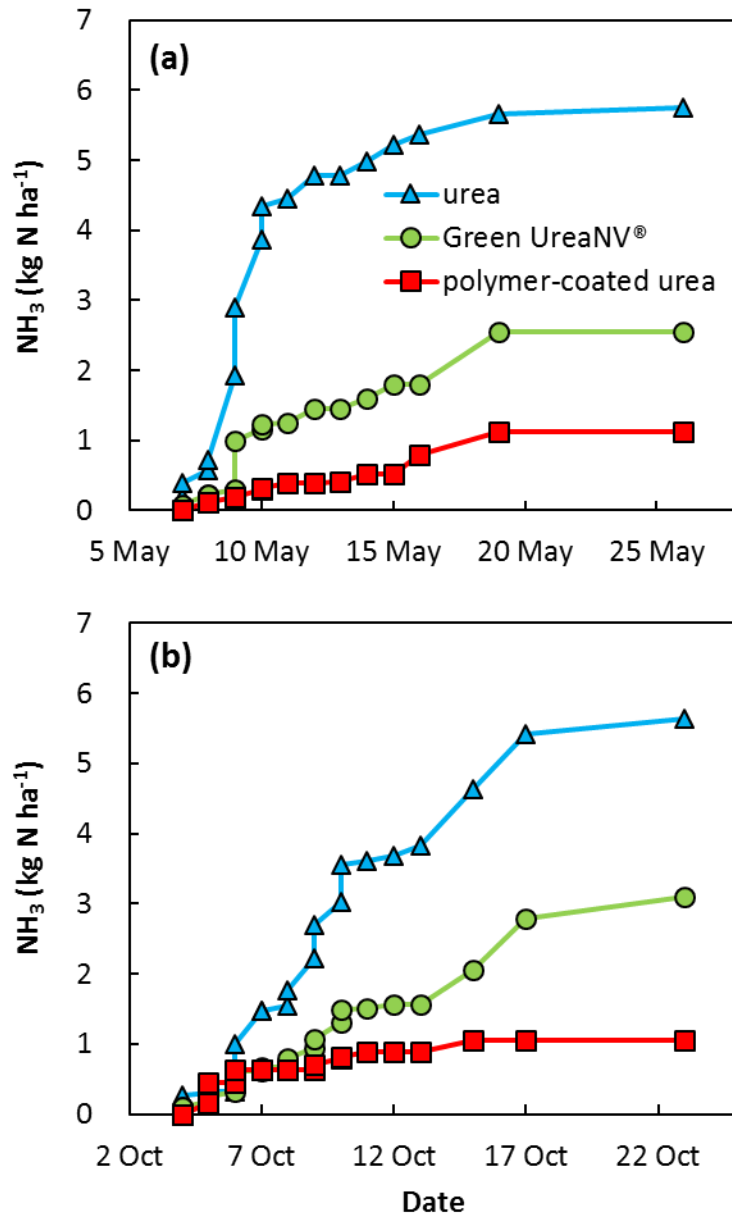 7
6
5
4
3
2
1
0
NH₃ (kg N ha⁻¹)
(a)
urea
Green UreaNV®
polymer-coated urea
5 May 10 May 15 May 20 May 25 May
7
6
5
4
3
2
1
0
NH₃ (kg N ha⁻¹)
(b)
2 Oct 7 Oct 12 Oct 17 Oct 22 Oct
Date